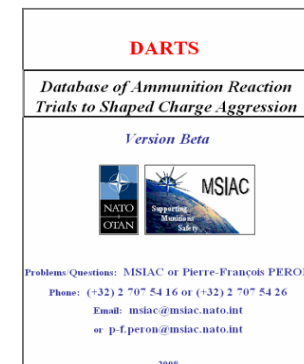 DARTS
Database of Ammunition Reaction
Trials to Shaped Charge Aggression
Version Beta
NATO
OTAN
MSIAC
Supporting
Munitions
Safety
Problems/Questions: MSIAC or Pierre-François PERON
Phone: (+32) 2 707 54 16 or (+32) 2 707 54 26
Email: msiac@msiac.nato.int
or p-f.peron@msiac.nato.int
2008